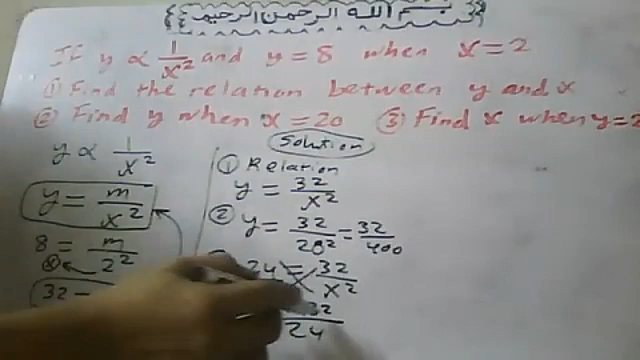 بسم الله الرحمن الرحيم
If y ∝ 1/x² and y = 8 when x = 2
① Find the relation between y and x
② Find y when x = 20 ③ Find x when y = 2
Solution
y ∝ 1/x²
y = m/x²
8 = m/2²
32
① Relation
y = 32/x²
② y = 32/20² = 32/400
24 = 32/x²
32/24